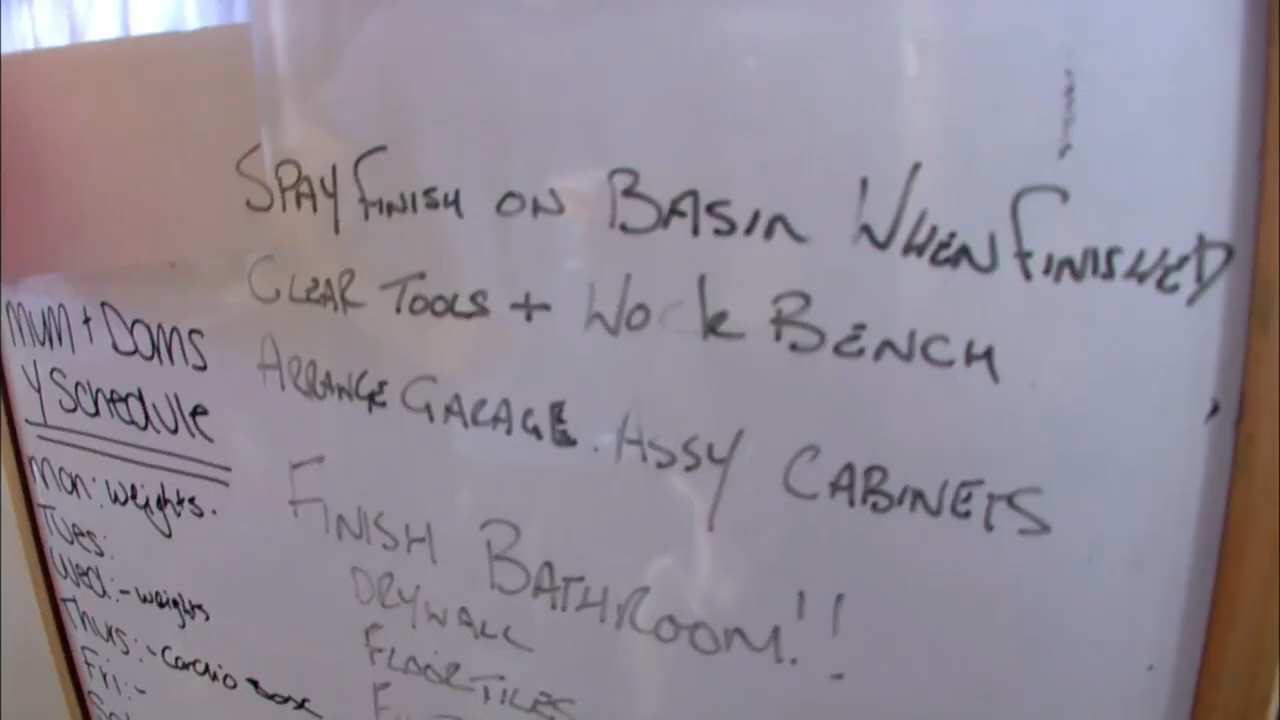 SPAY FINISH ON BASIN WHEN FINISHED
CLEAR TOOLS + WORK BENCH
ARRANGE GARAGE. ASSY CABINETS
FINISH BATHROOM!!
DRYWALL
FLOOR TILES
MUM + DOMS
Y SCHEDULE
Mon: weights.
Tues:
Wed:- weights
Thurs:- Cardio box
Fri:-